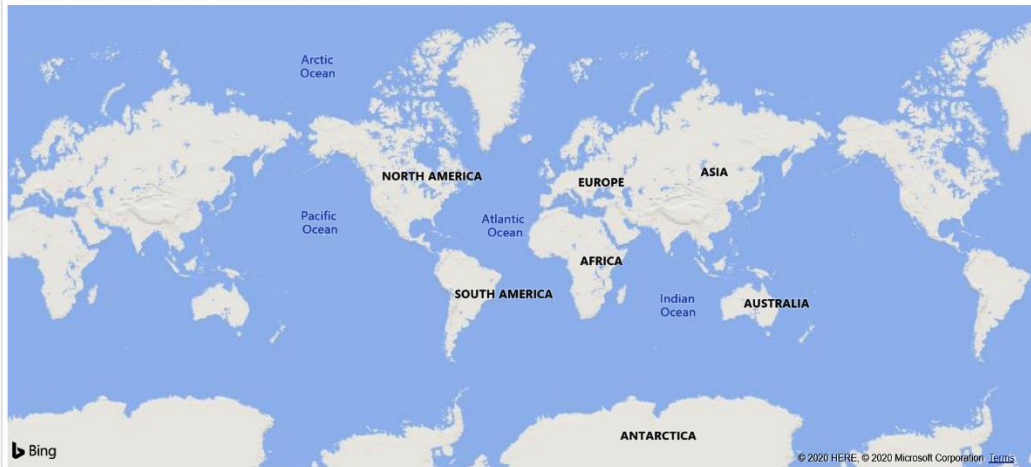 Arctic
Ocean
NORTH AMERICA
EUROPE
ASIA
Pacific
Ocean
Atlantic
Ocean
AFRICA
SOUTH AMERICA
Indian
Ocean
AUSTRALIA
ANTARCTICA
Bing
© 2020 HERE, © 2020 Microsoft Corporation Terms